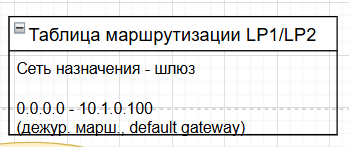 Таблица маршрутизации LP1/LP2
Сеть назначения - шлюз
0.0.0.0 - 10.1.0.100
(дежур. марш., default gateway)